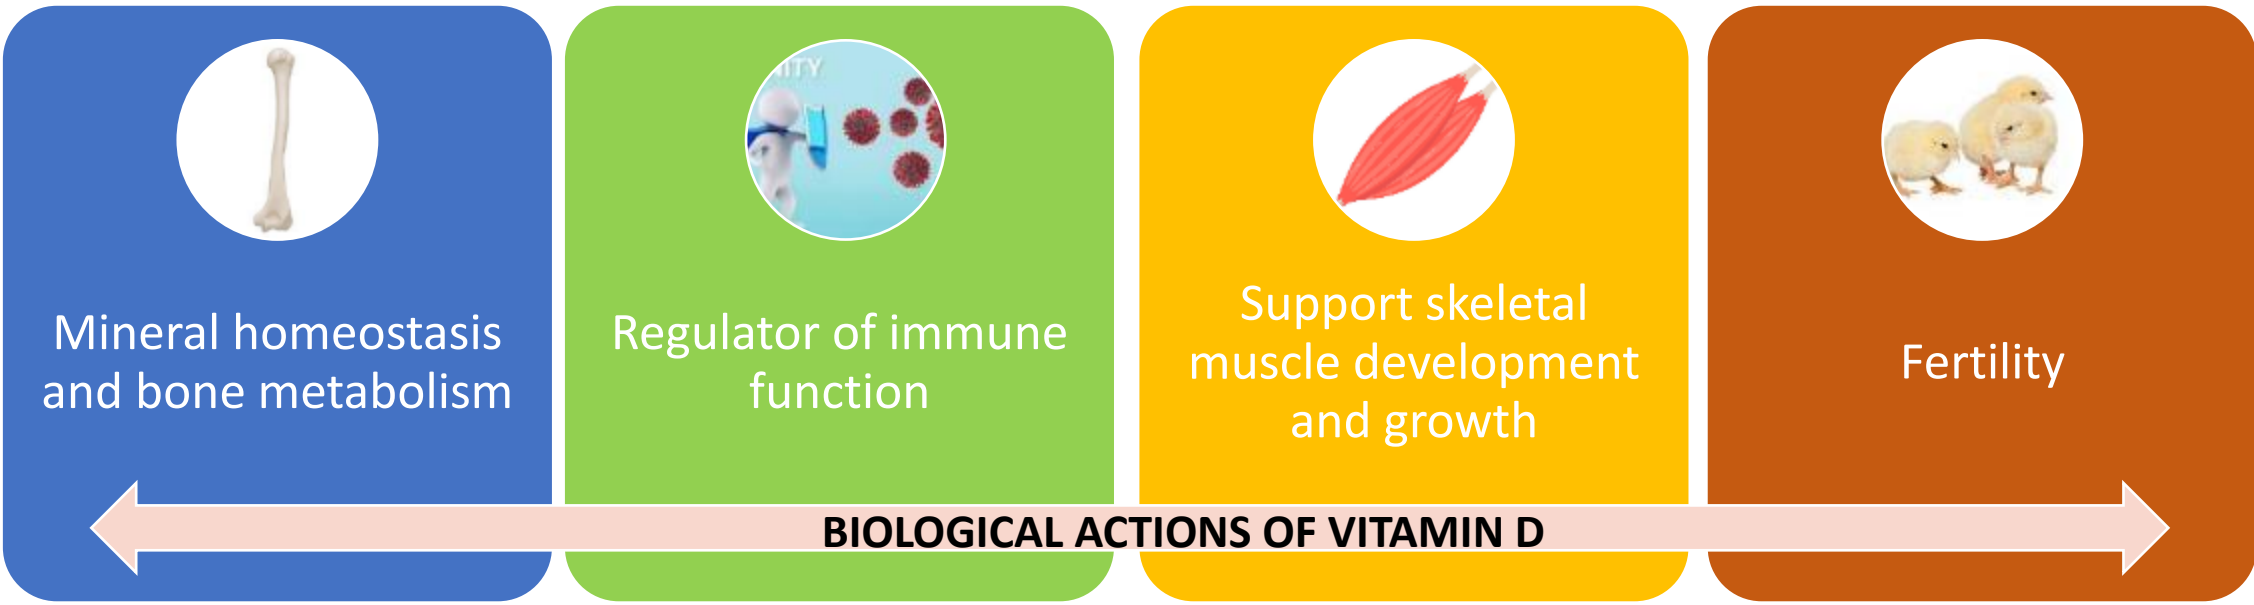 NITY
Mineral homeostasis
and bone metabolism
Regulator of immune
function
Support skeletal
muscle development
and growth
Fertility
BIOLOGICAL ACTIONS OF VITAMIN D